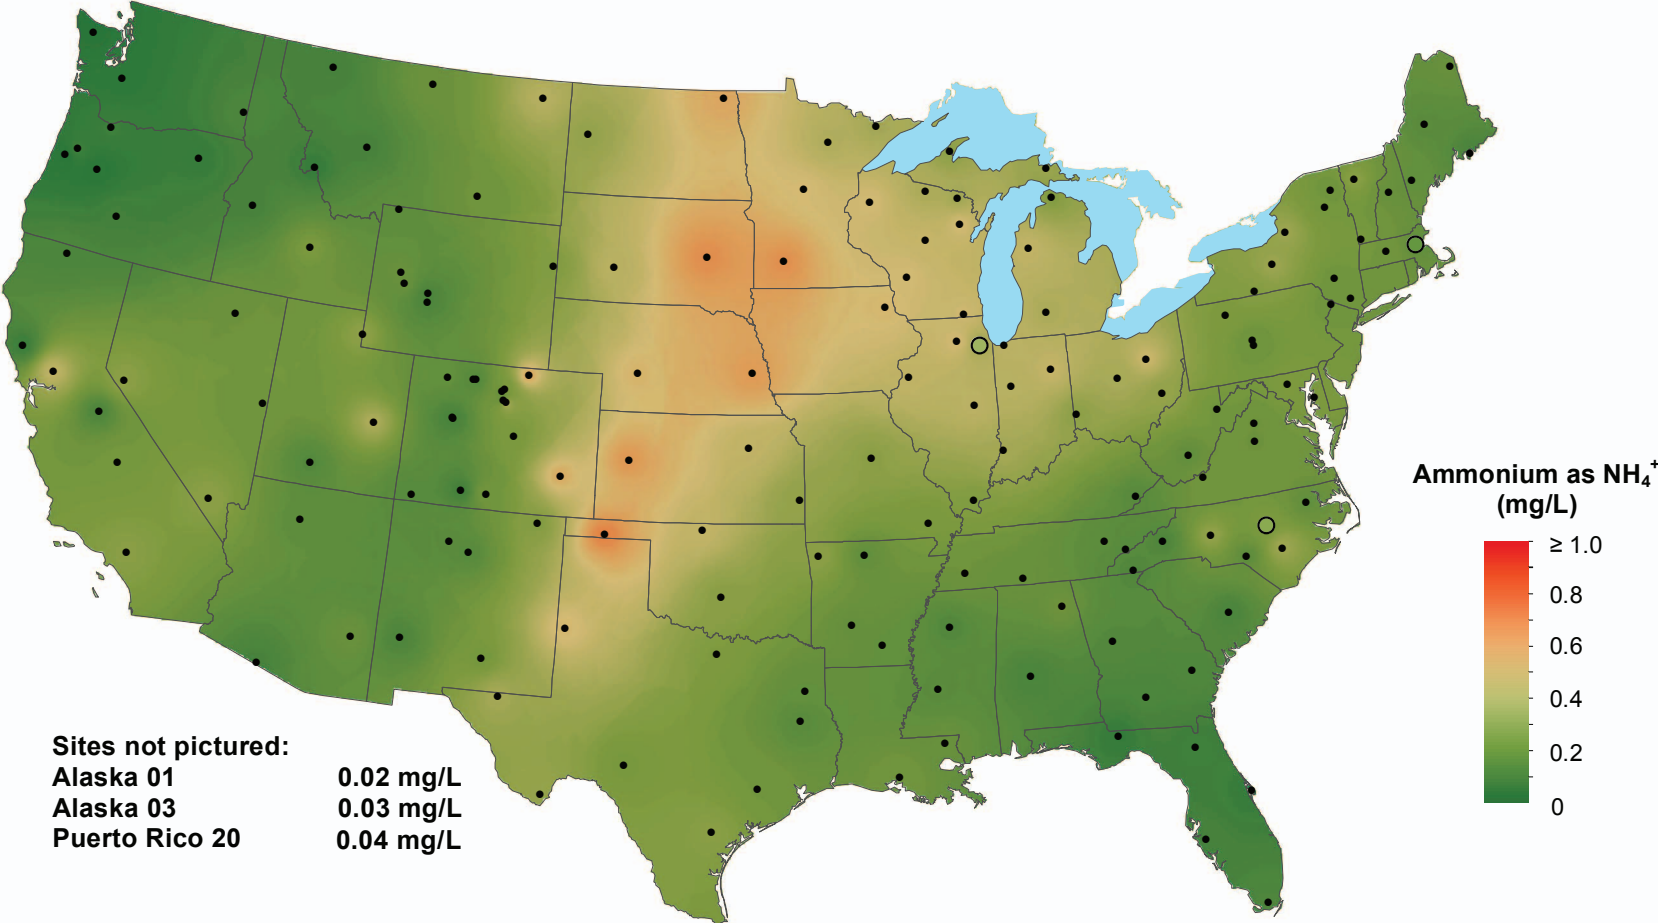 Ammonium as NH₄⁺
(mg/L)
≥ 1.0
0.8
0.6
0.4
0.2
0
Sites not pictured:
Alaska 01 0.02 mg/L
Alaska 03 0.03 mg/L
Puerto Rico 20 0.04 mg/L